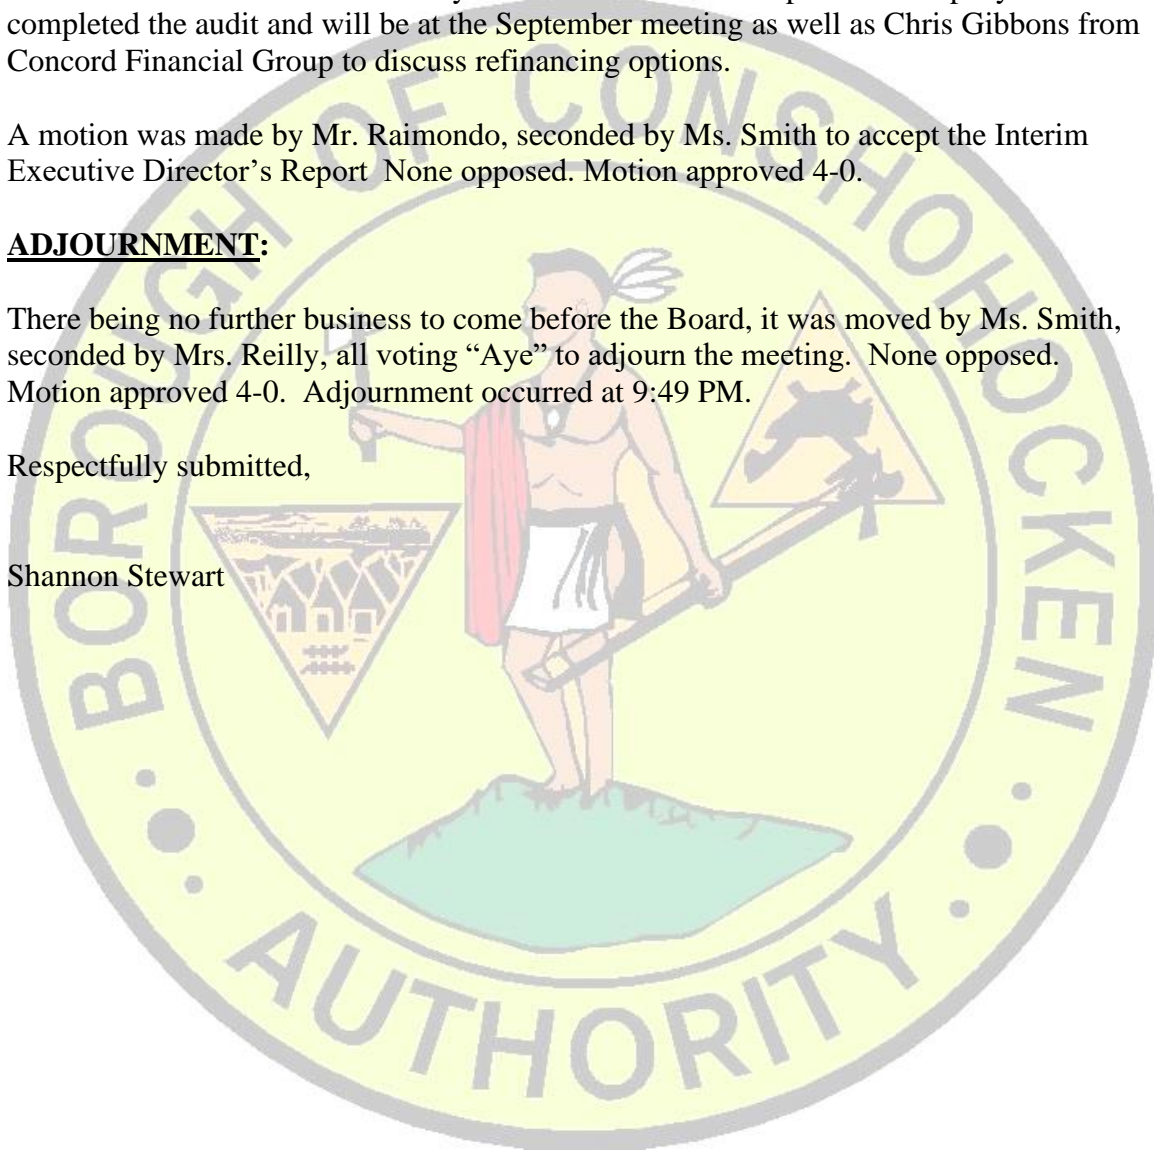 completed the audit and will be at the September meeting as well as Chris Gibbons from
Concord Financial Group to discuss refinancing options.
A motion was made by Mr. Raimondo, seconded by Ms. Smith to accept the Interim
Executive Director’s Report  None opposed. Motion approved 4-0.
ADJOURNMENT:
There being no further business to come before the Board, it was moved by Ms. Smith,
seconded by Mrs. Reilly, all voting “Aye” to adjourn the meeting.  None opposed.
Motion approved 4-0.  Adjournment occurred at 9:49 PM.
Respectfully submitted,
Shannon Stewart
BOROUGH OF CONSHOHOCKEN
AUTHORITY